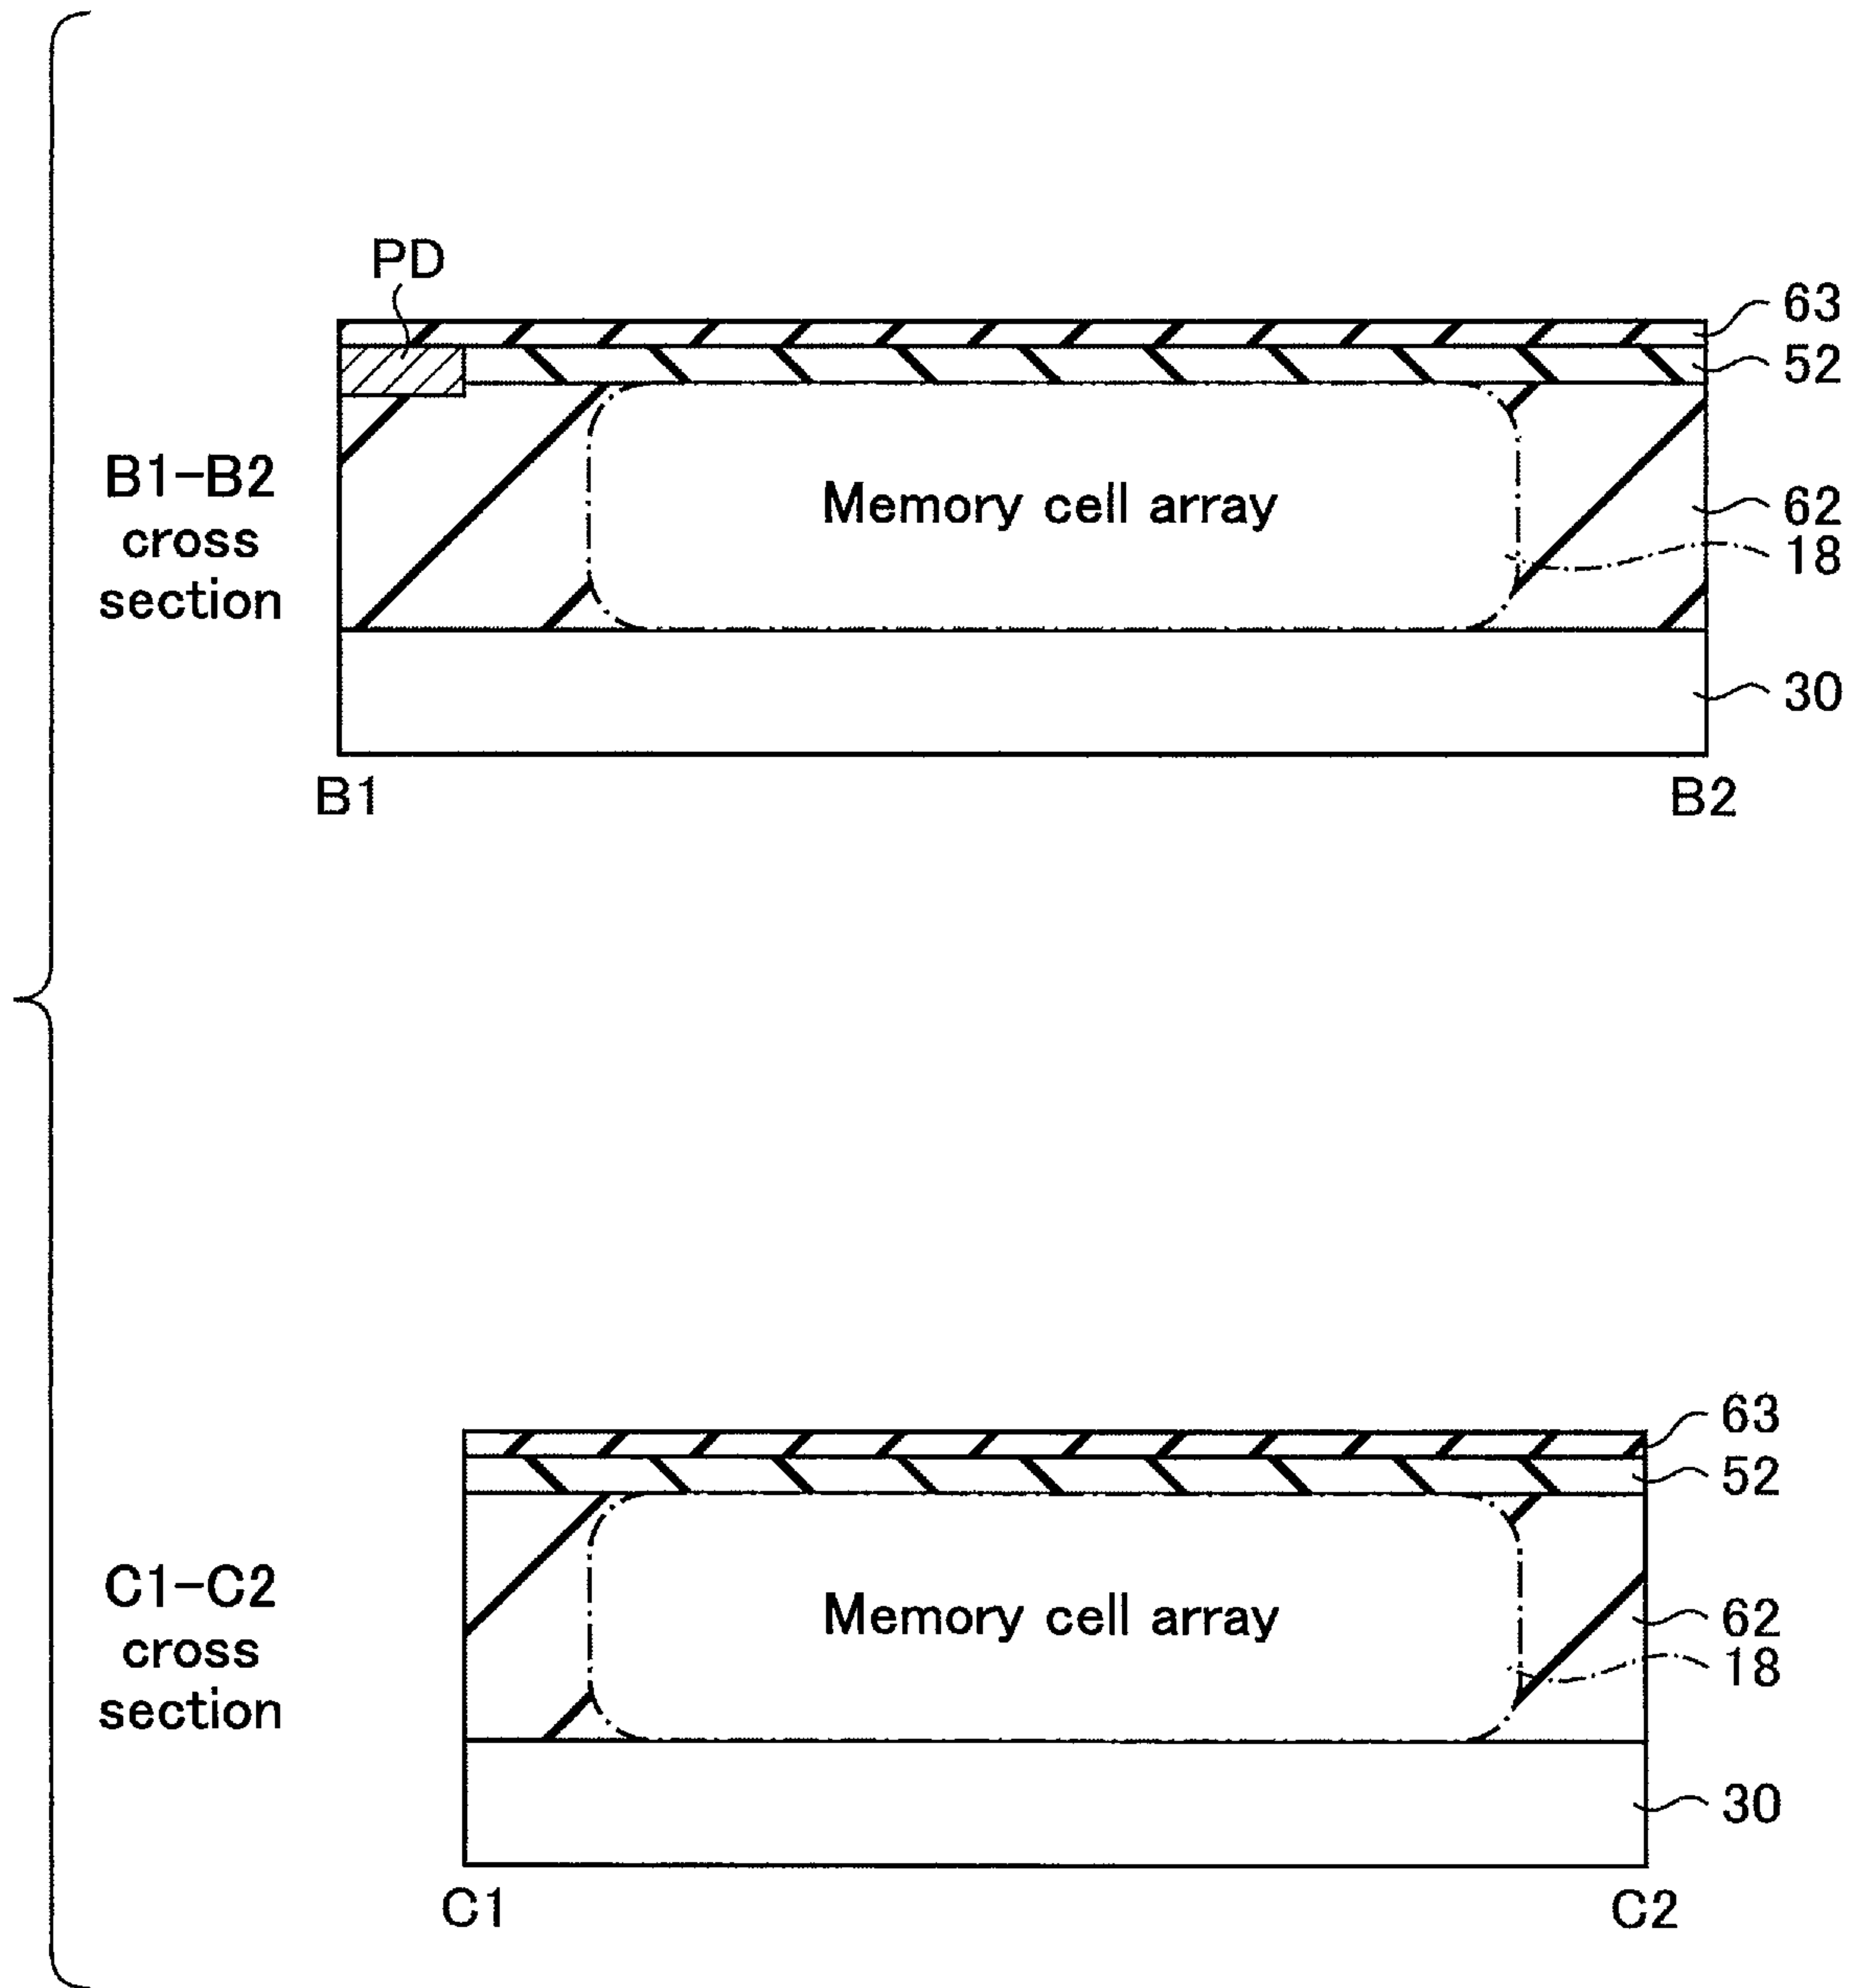 PD
63
52
B1-B2
cross
section
Memory cell array
62
18
30
B1
B2
63
52
C1-C2
cross
section
Memory cell array
62
18
30
C1
C2